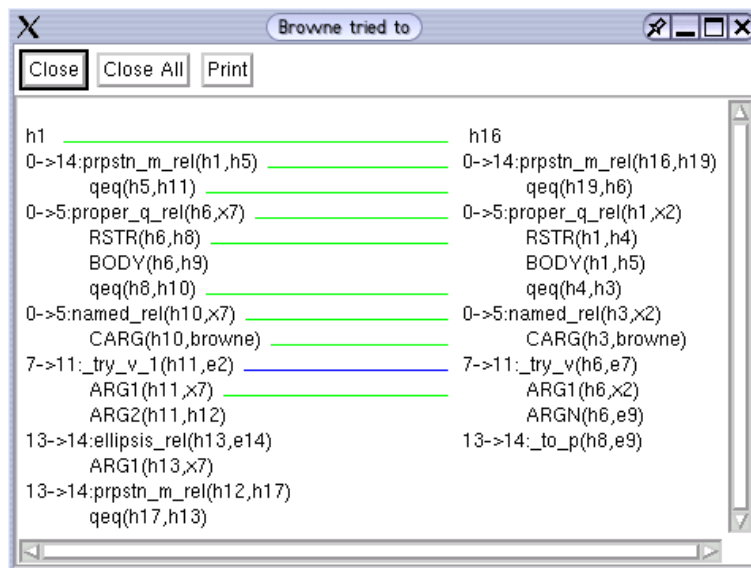 Browne tried to
Close Close All Print
h1 h16
0->14:prpstn_m_rel(h1,h5) 0->14:prpstn_m_rel(h16,h19)
qeq(h5,h11) qeq(h19,h6)
0->5:proper_q_rel(h6,x7) 0->5:proper_q_rel(h1,x2)
RSTR(h6,h8) RSTR(h1,h4)
BODY(h6,h9) BODY(h1,h5)
qeq(h8,h10) qeq(h4,h3)
0->5:named_rel(h10,x7) 0->5:named_rel(h3,x2)
CARG(h10,browne) CARG(h3,browne)
7->11:_try_v_1(h11,e2) 7->11:_try_v(h6,e7)
ARG1(h11,x7) ARG1(h6,x2)
ARG2(h11,h12) ARGN(h6,e9)
13->14:ellipsis_rel(h13,e14) 13->14:_to_p(h8,e9)
ARG1(h13,x7)
13->14:prpstn_m_rel(h12,h17)
qeq(h17,h13)